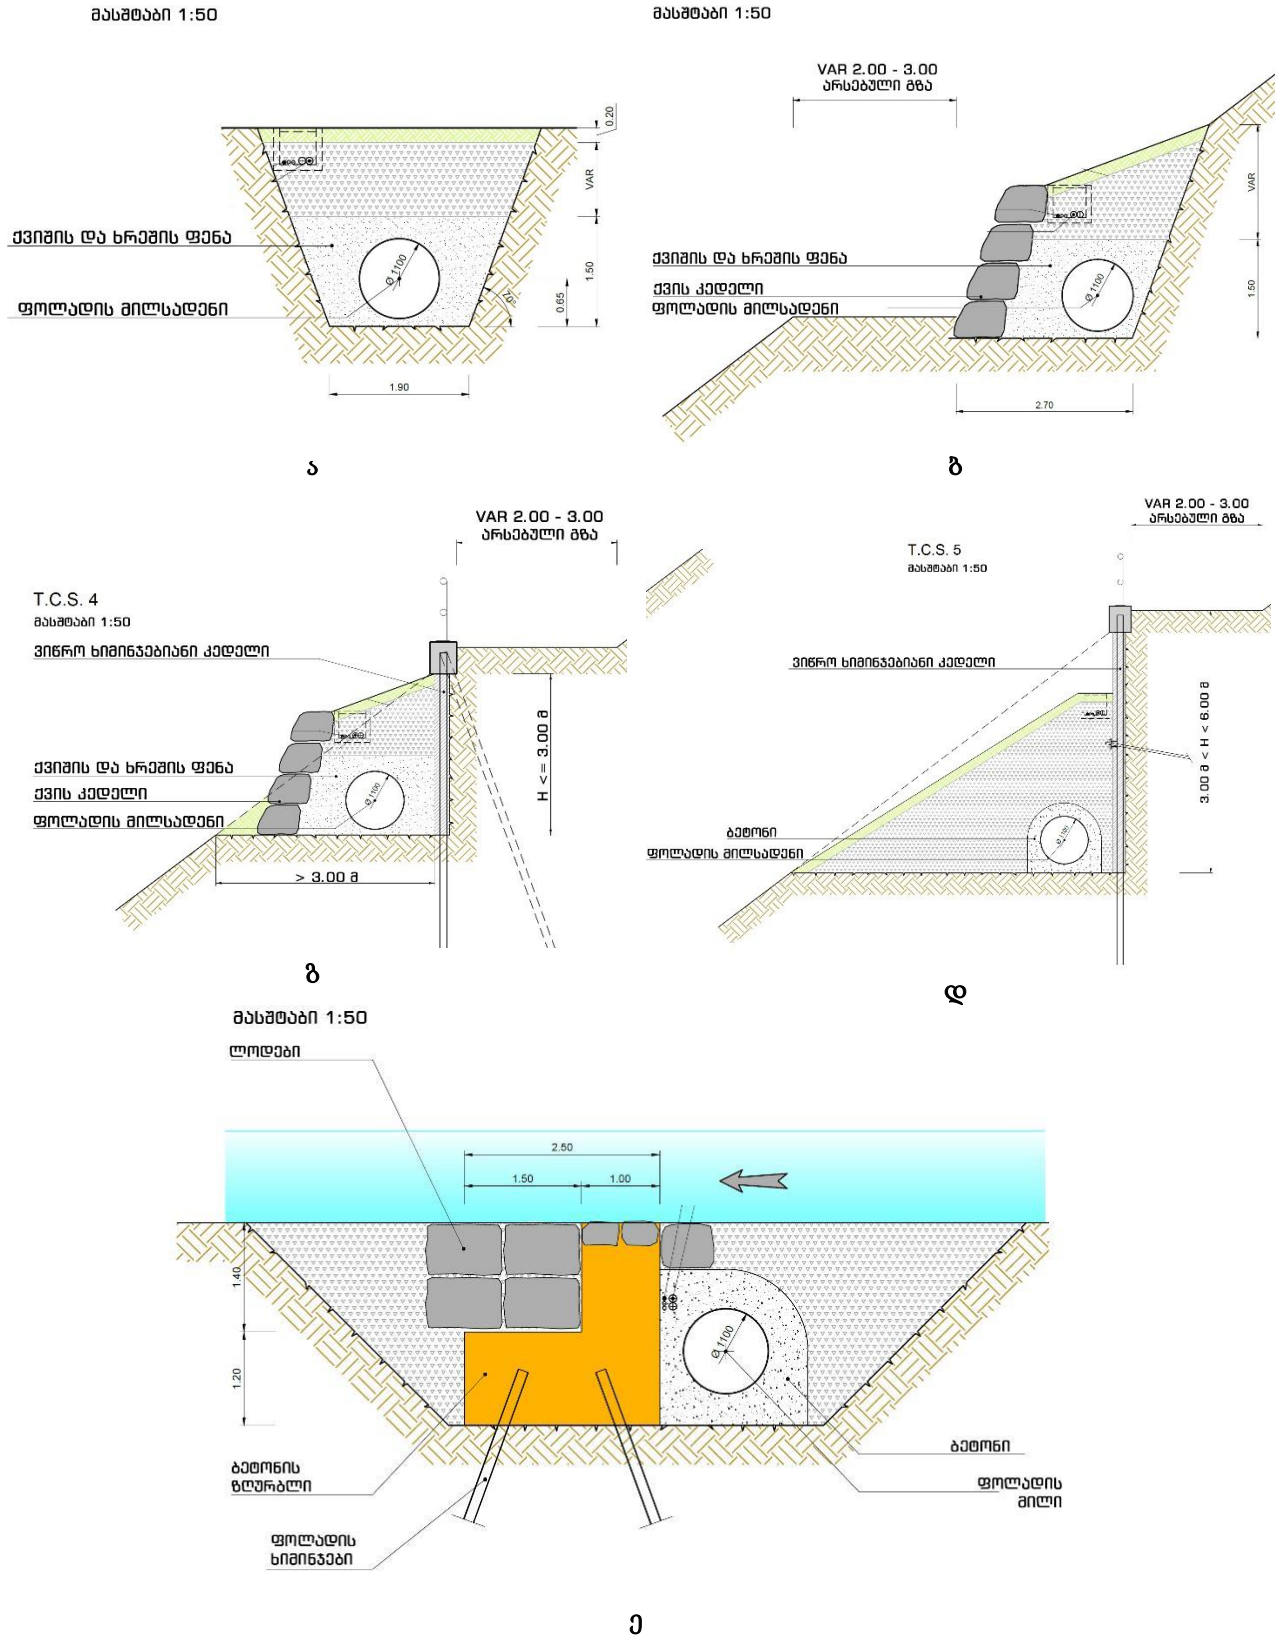 მასშტაბი 1:50
0.20
VAR
ქვიშის და ხრეშის ფენა
Ø 1100
1.50
0.65
70°
ფოლადის მილსადენი
1.90
ა
მასშტაბი 1:50
VAR 2.00 - 3.00
არსებული გზა
VAR
ქვიშის და ხრეშის ფენა
ქვის კედელი
ფოლადის მილსადენი
Ø 1100
1.50
2.70
ბ
VAR 2.00 - 3.00
არსებული გზა
T.C.S. 4
მასშტაბი 1:50
ვიწრო ხიმინჯებიანი კედელი
H <= 3.00 მ
ქვიშის და ხრეშის ფენა
ქვის კედელი
ფოლადის მილსადენი
Ø 1100
> 3.00 მ
გ
VAR 2.00 - 3.00
არსებული გზა
T.C.S. 5
მასშტაბი 1:50
ვიწრო ხიმინჯებიანი კედელი
3.00 მ < H < 6.00 მ
ბეტონი
ფოლადის მილსადენი
Ø 1100
დ
მასშტაბი 1:50
ლოდები
2.50
1.50
1.00
1.40
1.20
Ø 1100
ბეტონის
ზღურბლი
ბეტონი
ფოლადის
მილი
ფოლადის
ხიმინჯები
ე